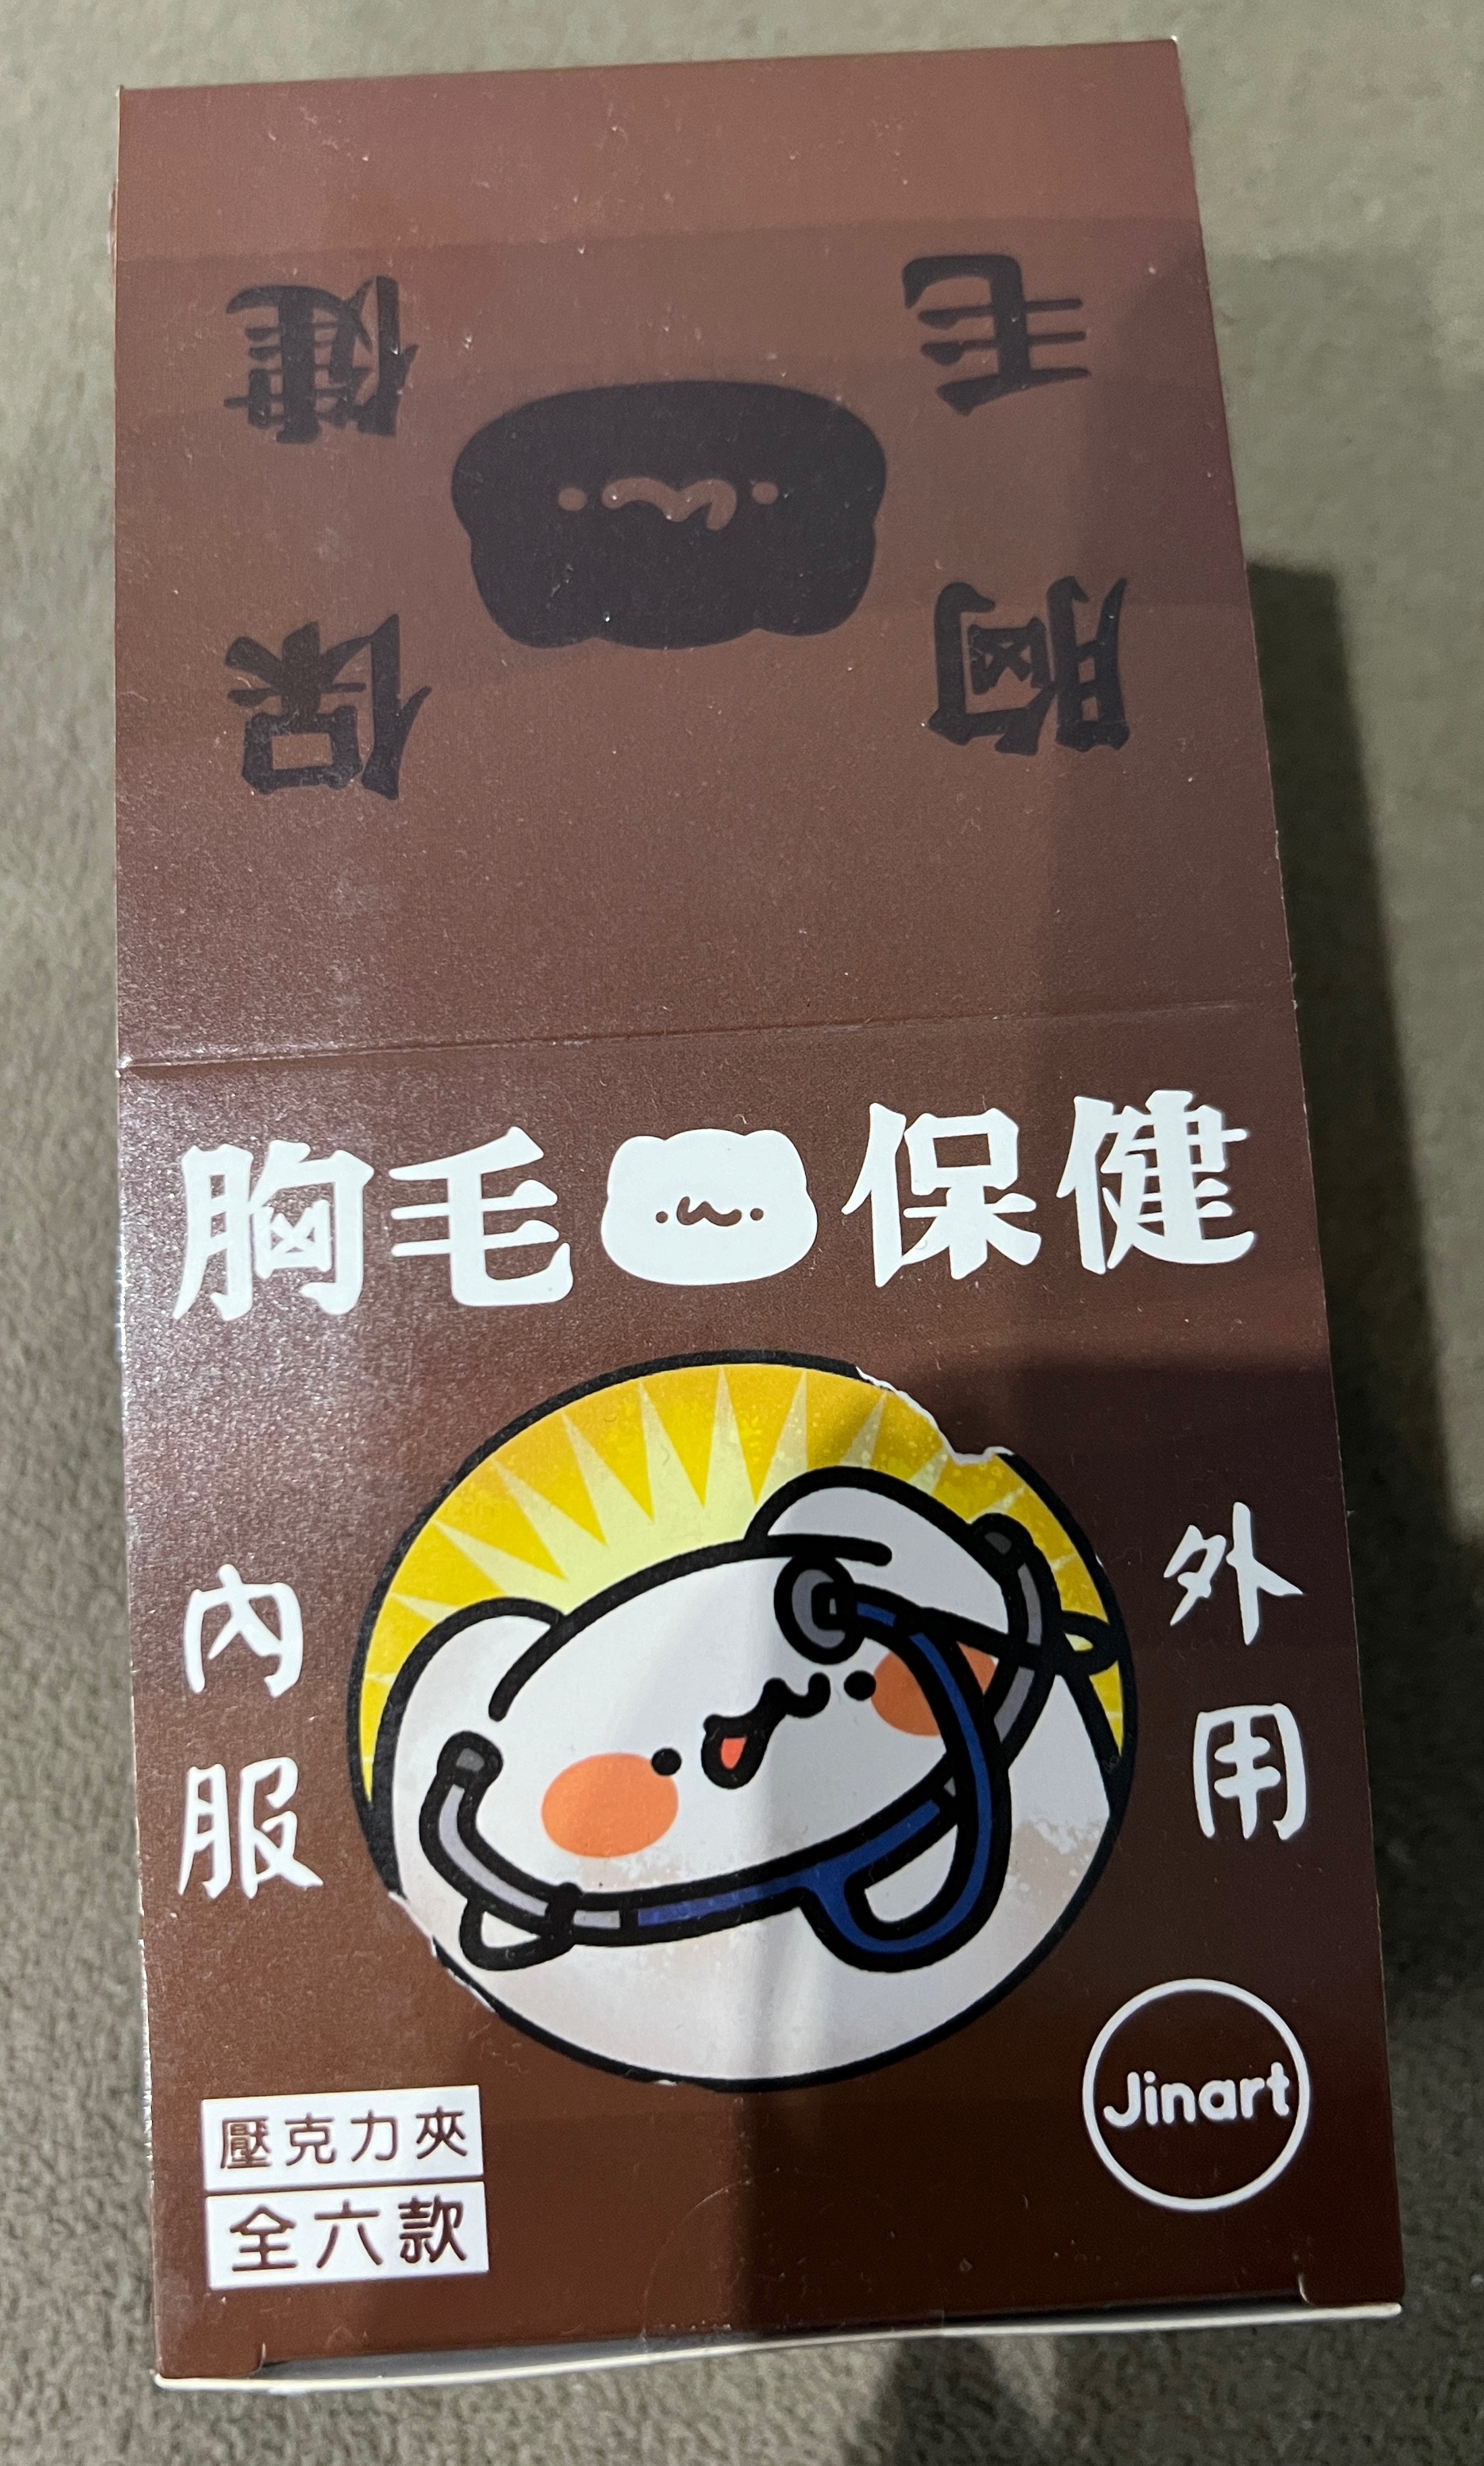 胸毛 保健
胸毛 保健
內服
外用
Jinart
壓克力夾
全六款